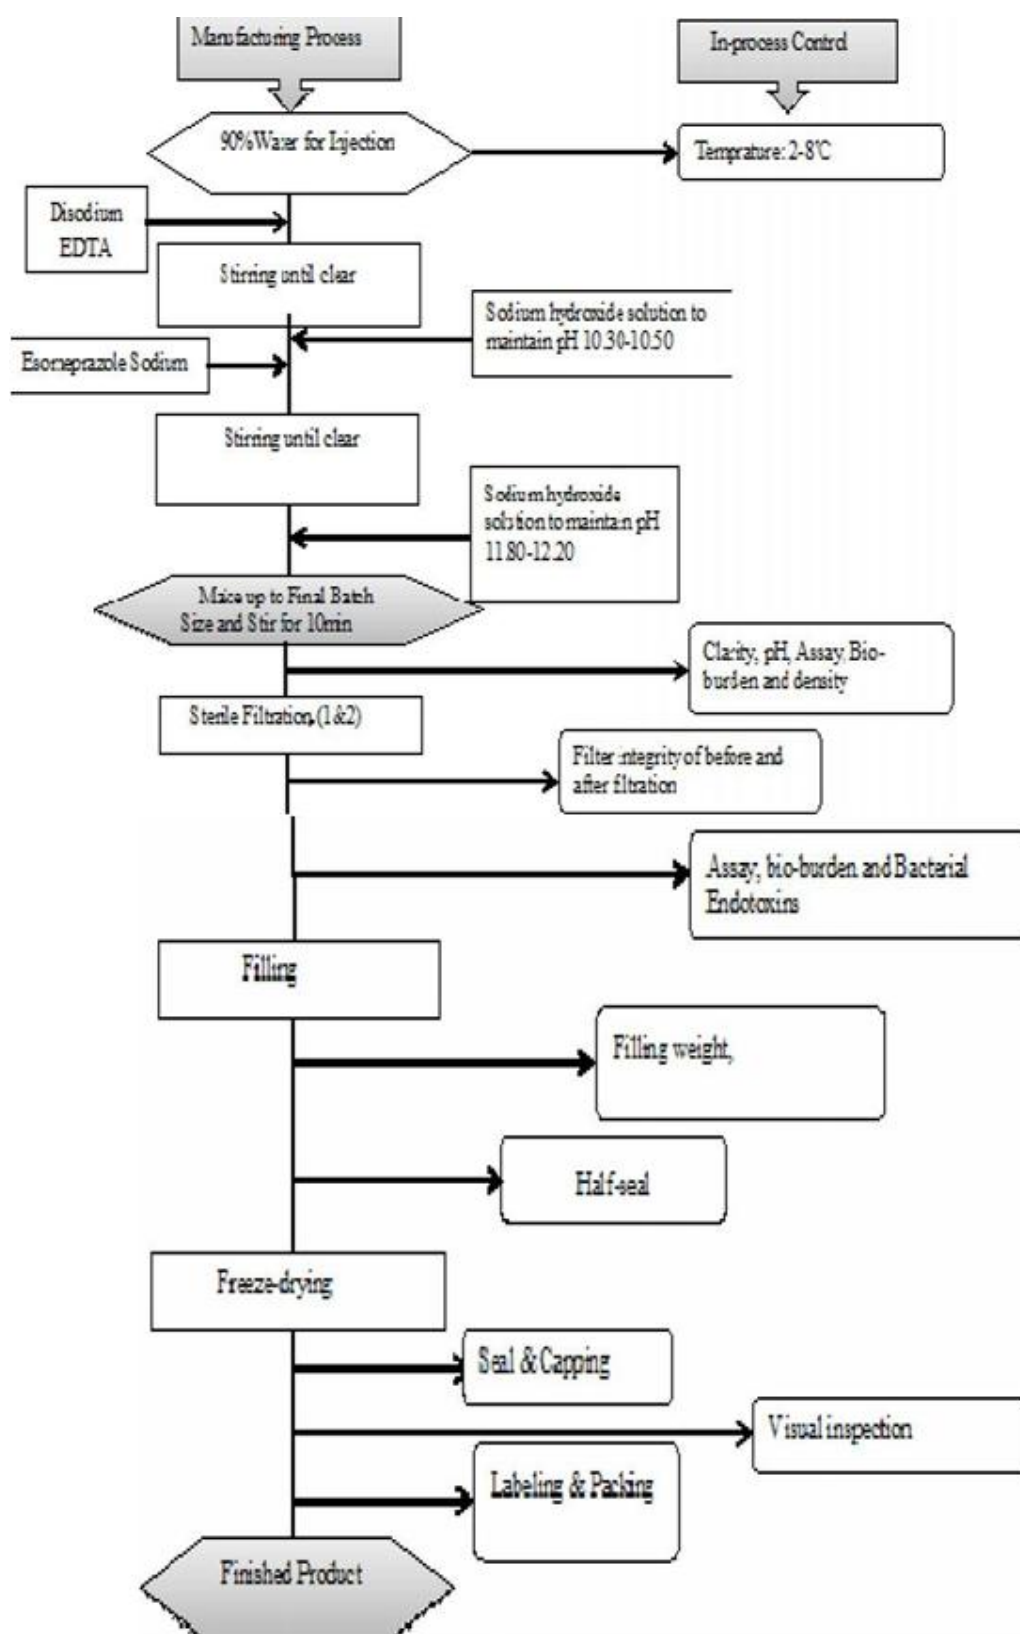 Manufacturing Process
In-process Control
90% Water for Injection
Temprature: 2-8°C
Disodium
EDTA
Stirring until clear
Sodium hydroxide solution to
maintain pH 10.30-10.50
Esomeprazole Sodium
Stirring until clear
Sodium hydroxide
solution to maintain pH
11.80-12.20
Make up to Final Batch
Size and Stir for 10min
Clarity, pH, Assay, Bio-
burden and density
Sterile Filtration, (1&2)
Filter integrity of before and
after filtration
Assay, bio-burden and Bacterial
Endotoxins
Filling
Filling weight,
Half-seal
Freeze-drying
Seal & Capping
Visual inspection
Labeling & Packing
Finished Product